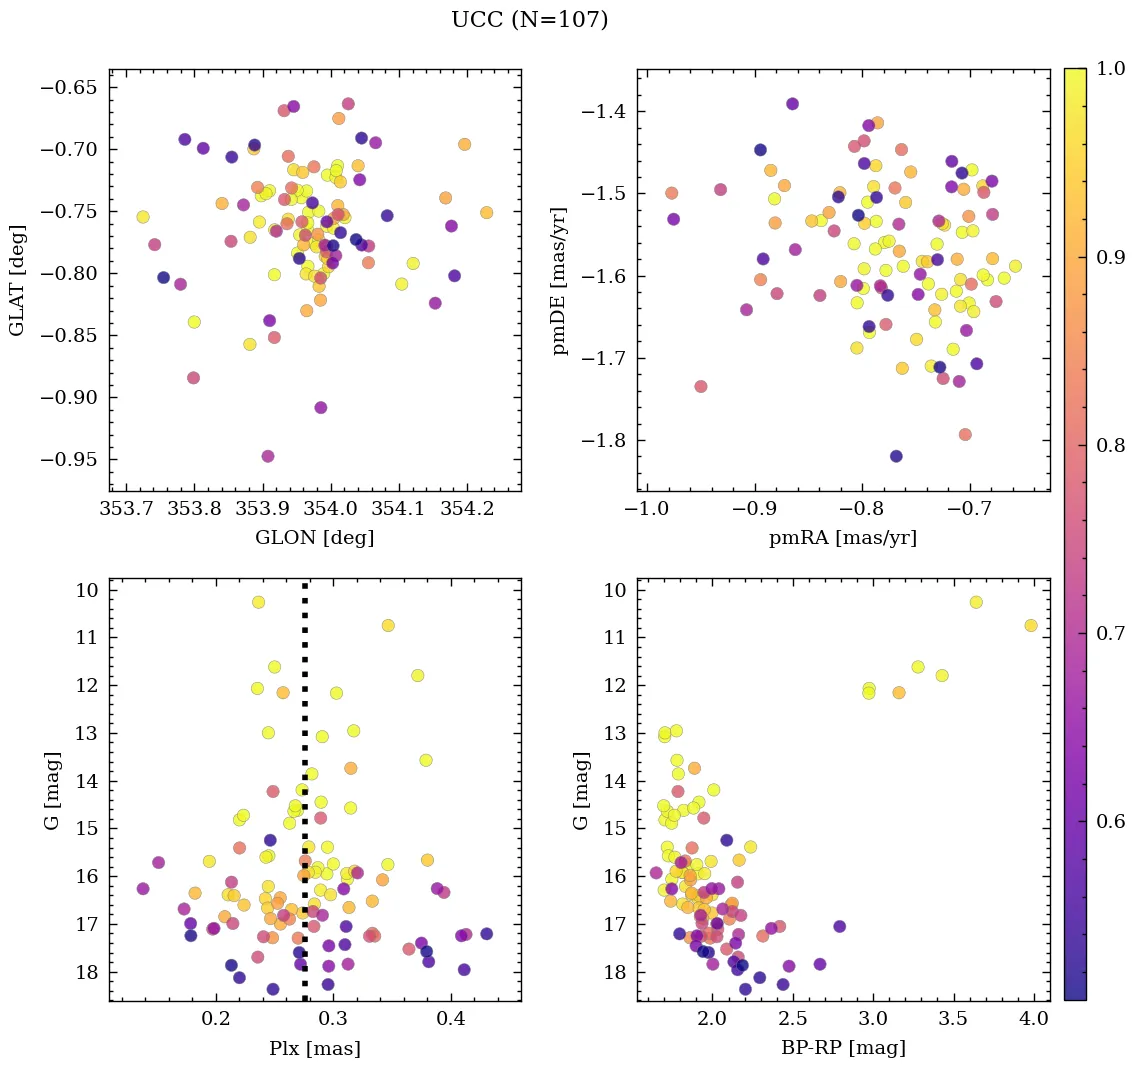 UCC (N=107)
−0.65
−0.70
−0.75
−0.80
−0.85
−0.90
−0.95
GLAT [deg]
353.7 353.8 353.9 354.0 354.1 354.2
GLON [deg]
−1.4
−1.5
−1.6
−1.7
−1.8
pmDE [mas/yr]
−1.0 −0.9 −0.8 −0.7
pmRA [mas/yr]
10
11
12
13
14
15
16
17
18
G [mag]
0.2 0.3 0.4
Plx [mas]
10
11
12
13
14
15
16
17
18
G [mag]
2.0 2.5 3.0 3.5 4.0
BP-RP [mag]
1.0
0.9
0.8
0.7
0.6